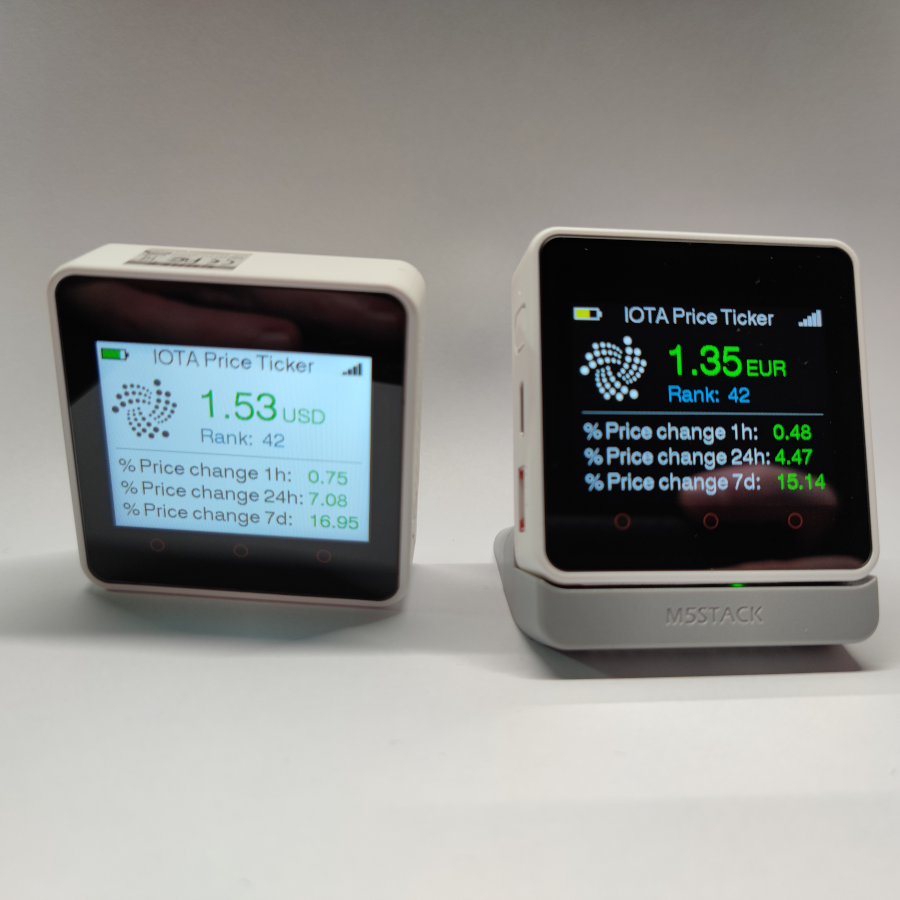 IOTA Price Ticker
1.53 USD
Rank: 42
% Price change 1h: 0.75
% Price change 24h: 7.08
% Price change 7d: 16.95
IOTA Price Ticker
1.35 EUR
Rank: 42
% Price change 1h: 0.48
% Price change 24h: 4.47
% Price change 7d: 15.14
M5STACK